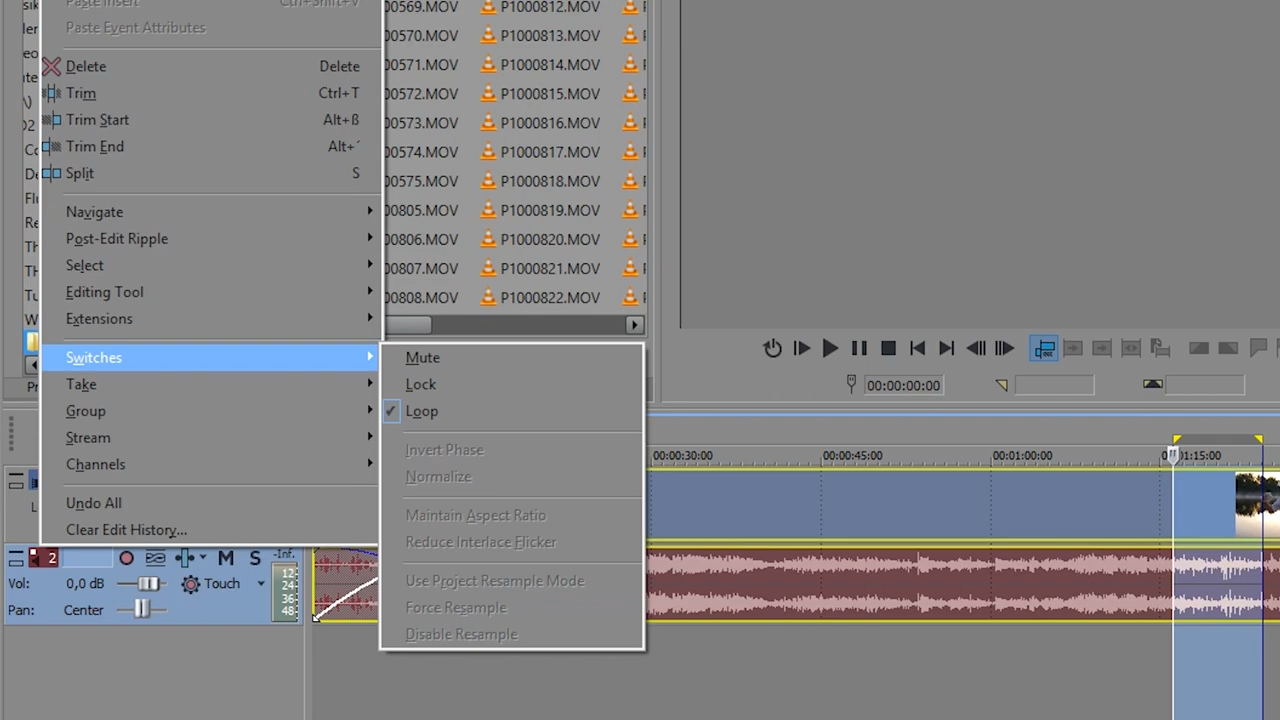 Paste Insert Ctrl+Shift+V
Paste Event Attributes
Delete Delete
Trim Ctrl+T
Trim Start Alt+ß
Trim End Alt+´
Split S
Navigate
Post-Edit Ripple
Select
Editing Tool
Extensions
Switches
Take
Group
Stream
Channels
Undo All
Clear Edit History...
Mute
Lock
Loop
Invert Phase
Normalize
Maintain Aspect Ratio
Reduce Interlace Flicker
Use Project Resample Mode
Force Resample
Disable Resample
00569.MOV P1000812.MOV
00570.MOV P1000813.MOV
00571.MOV P1000814.MOV
00572.MOV P1000815.MOV
00573.MOV P1000816.MOV
00574.MOV P1000817.MOV
00575.MOV P1000818.MOV
00805.MOV P1000819.MOV
00806.MOV P1000820.MOV
00807.MOV P1000821.MOV
00808.MOV P1000822.MOV
00:00:00:00
00:00:30:00 00:00:45:00 00:01:00:00 01:15:00
2 M S -Inf.
Vol: 0,0 dB Touch
Pan: Center
12
24
36
48